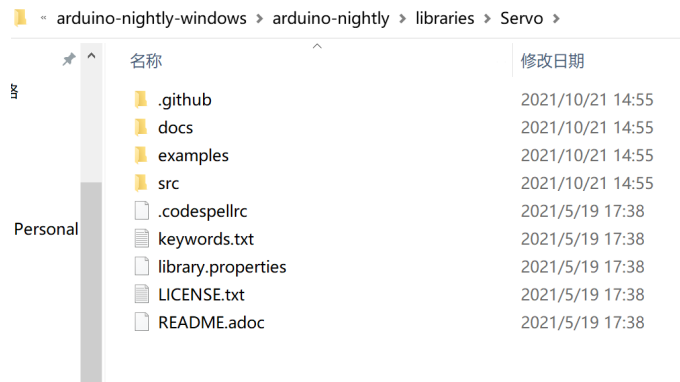 « arduino-nightly-windows > arduino-nightly > libraries > Servo >
名称 修改日期
.github 2021/10/21 14:55
docs 2021/10/21 14:55
examples 2021/10/21 14:55
src 2021/10/21 14:55
.codespellrc 2021/5/19 17:38
Personal
keywords.txt 2021/5/19 17:38
library.properties 2021/5/19 17:38
LICENSE.txt 2021/5/19 17:38
README.adoc 2021/5/19 17:38